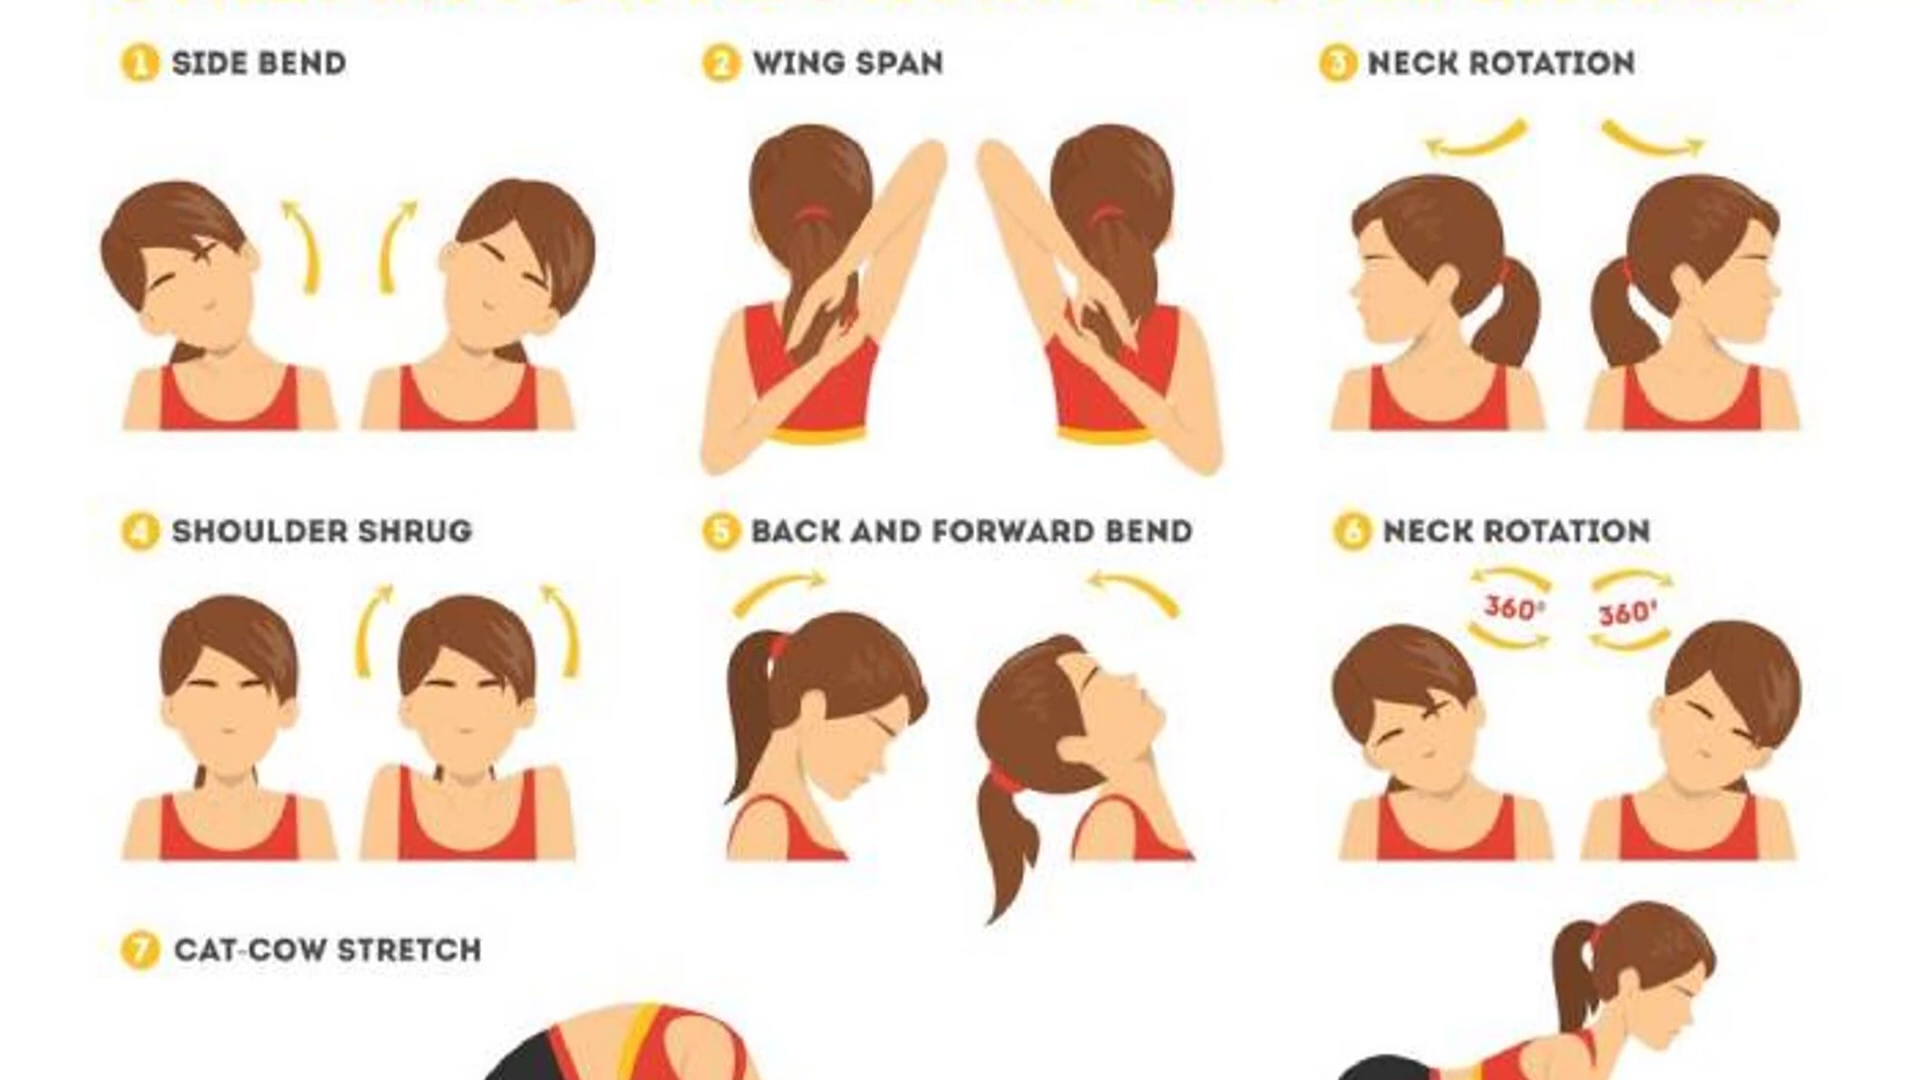 1 SIDE BEND
2 WING SPAN
3 NECK ROTATION
4 SHOULDER SHRUG
5 BACK AND FORWARD BEND
6 NECK ROTATION
360°
360°
7 CAT-COW STRETCH